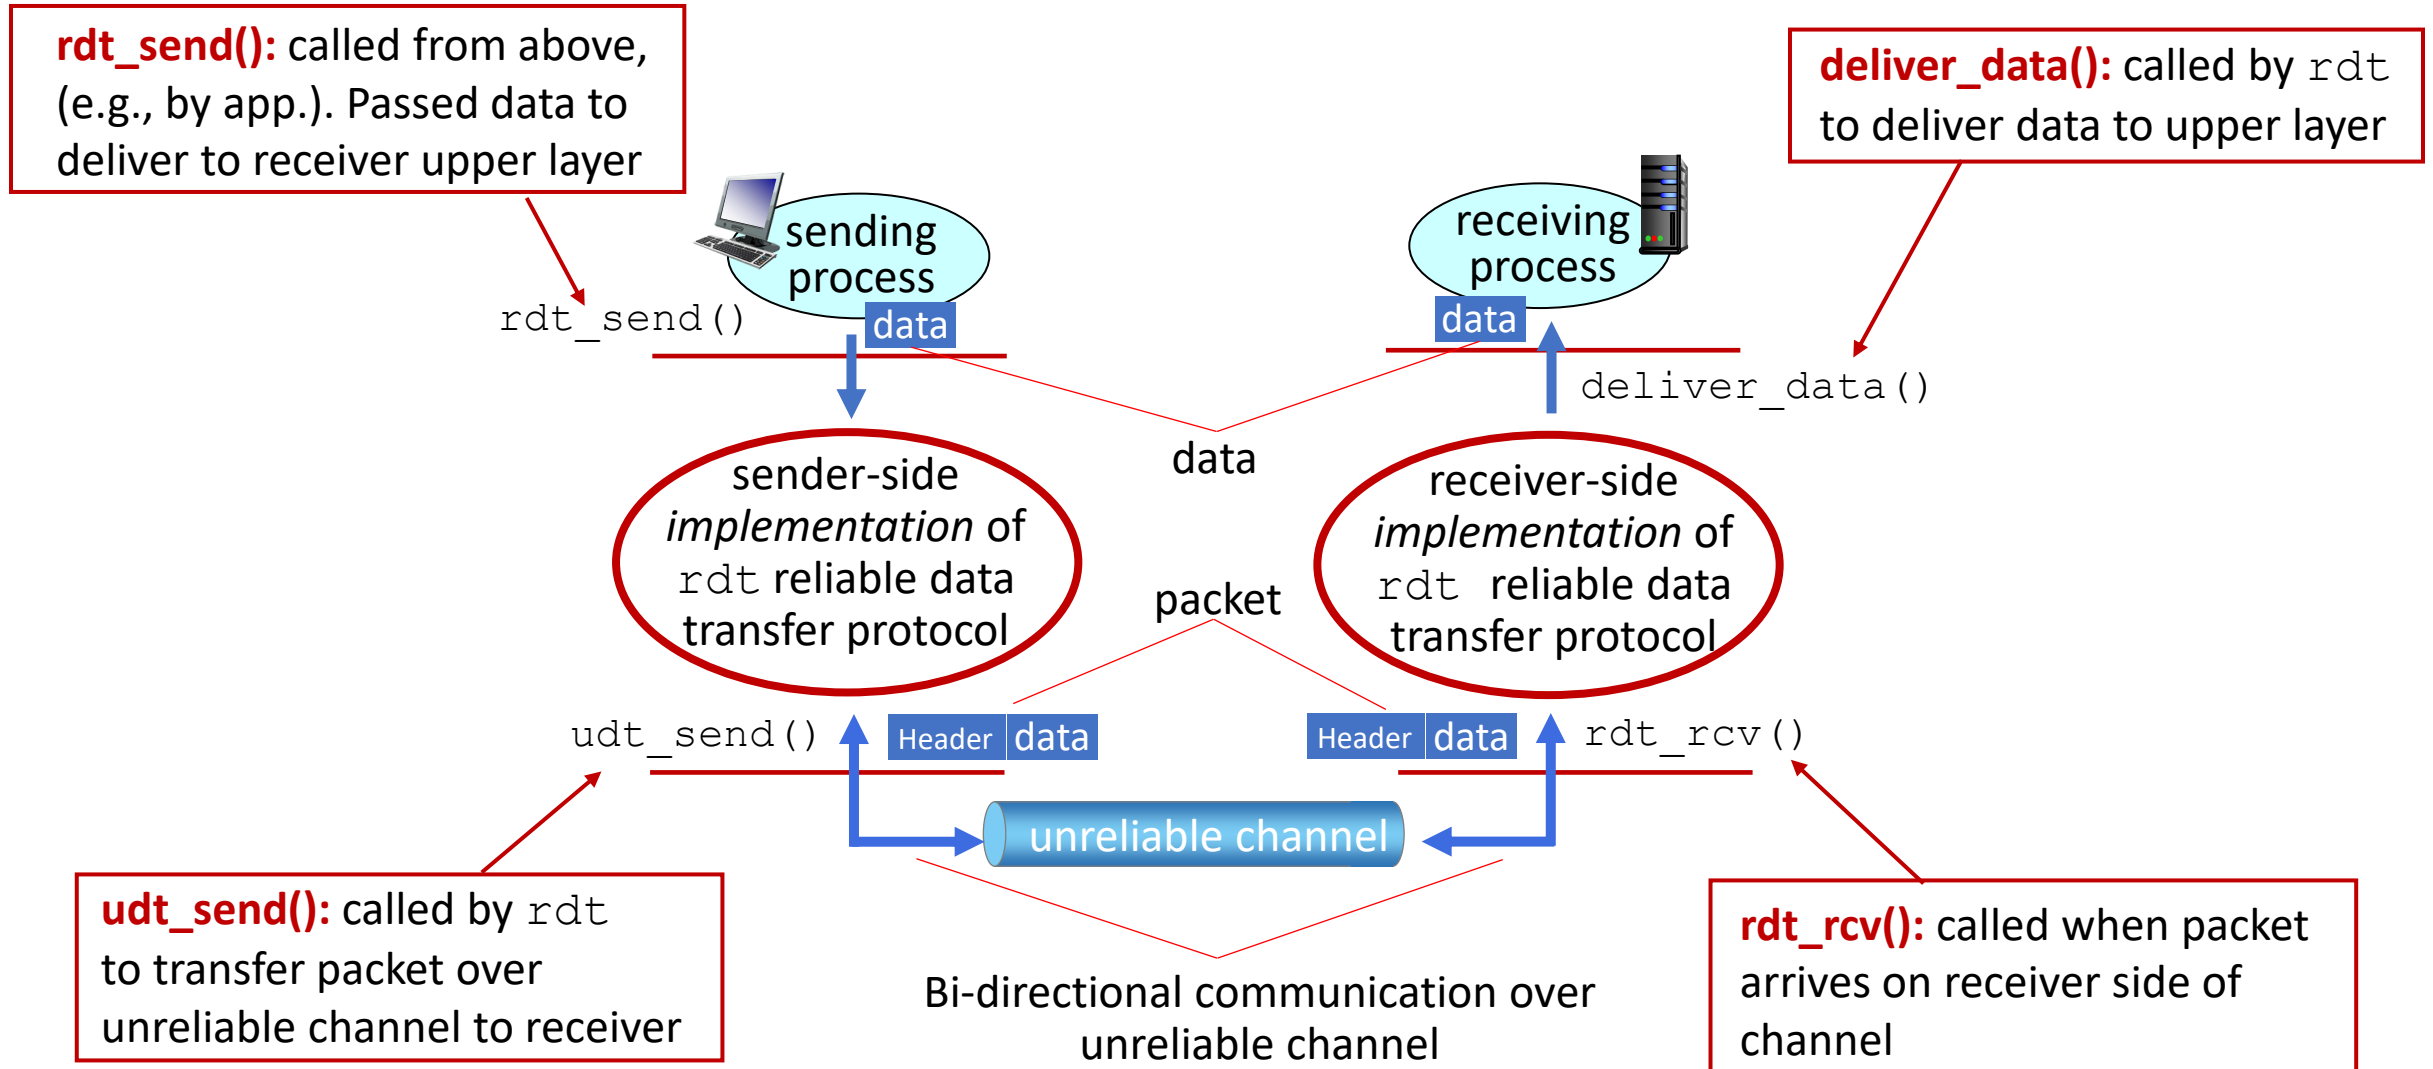 rdt_send(): called from above,
(e.g., by app.). Passed data to
deliver to receiver upper layer
deliver_data(): called by rdt
to deliver data to upper layer
sending
process
receiving
process
rdt_send()
data
data
deliver_data()
data
sender-side
implementation of
rdt reliable data
transfer protocol
receiver-side
implementation of
rdt reliable data
transfer protocol
packet
udt_send()
Header data
Header data
rdt_rcv()
unreliable channel
udt_send(): called by rdt
to transfer packet over
unreliable channel to receiver
Bi-directional communication over
unreliable channel
rdt_rcv(): called when packet
arrives on receiver side of
channel